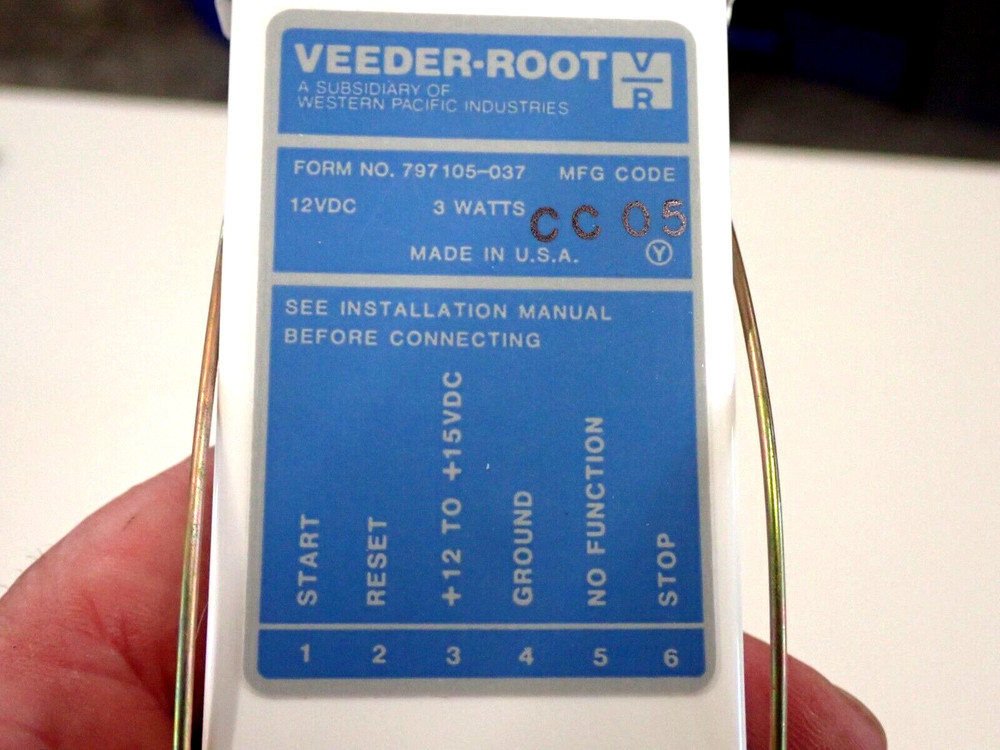 VEEDER-ROOT V
R
A SUBSIDIARY OF
WESTERN PACIFIC INDUSTRIES
FORM NO. 797105-037 MFG CODE
12VDC 3 WATTS CC 05
MADE IN U.S.A. Y
SEE INSTALLATION MANUAL
BEFORE CONNECTING
START
RESET
+12 TO +15VDC
GROUND
NO FUNCTION
STOP
1 2 3 4 5 6